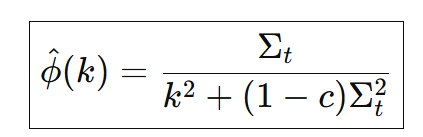 $$\hat{\phi}(k) = \frac{\Sigma_t}{k^2 + (1 - c)\Sigma_t^2}$$